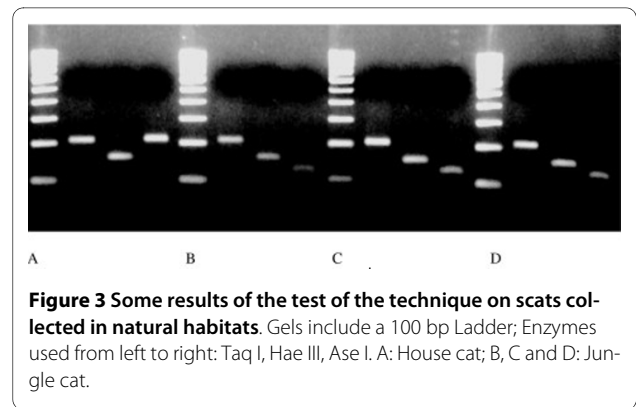 A B C D
Figure 3 Some results of the test of the technique on scats col-
lected in natural habitats. Gels include a 100 bp Ladder; Enzymes
used from left to right: Taq I, Hae III, Ase I. A: House cat; B, C and D: Jun-
gle cat.